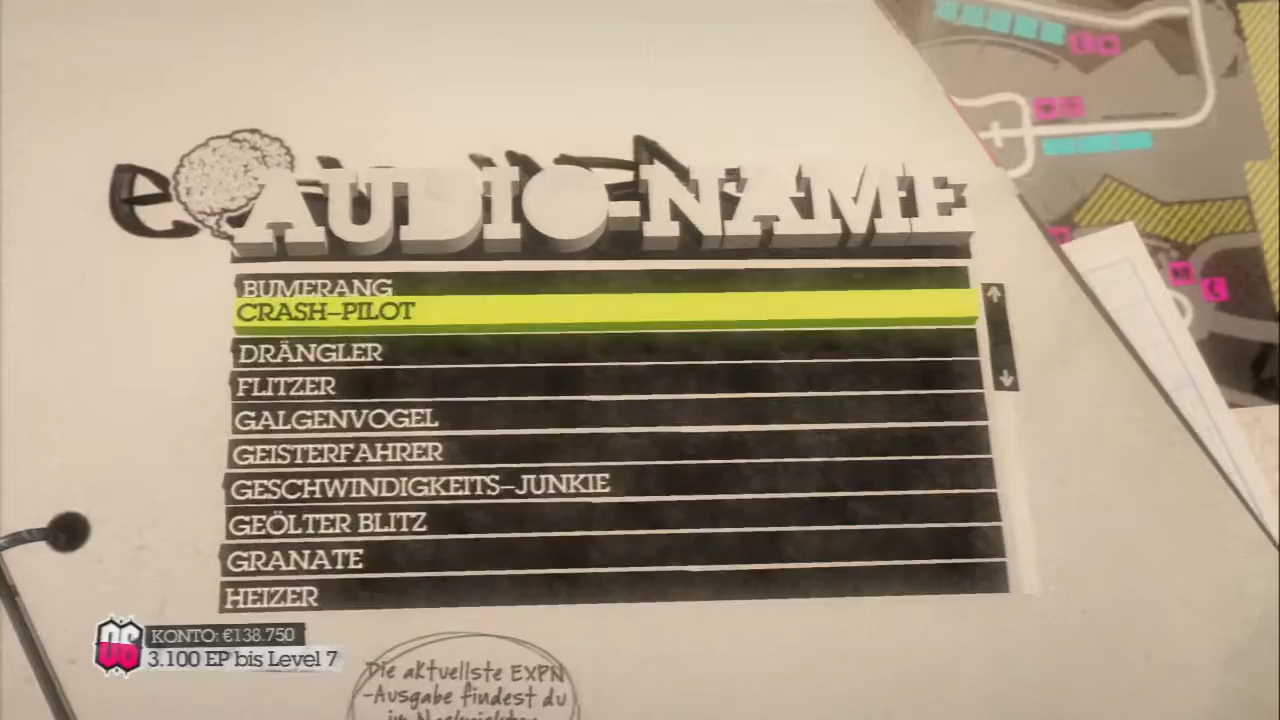 AUDIO-NAME
BUMERANG
CRASH-PILOT
DRÄNGLER
FLITZER
GALGENVOGEL
GEISTERFAHRER
GESCHWINDIGKEITS-JUNKIE
GEÖLTER BLITZ
GRANATE
HEIZER
06
KONTO: €138.750
3.100 EP bis Level 7
Die aktuellste EXPN
-Ausgabe findest du